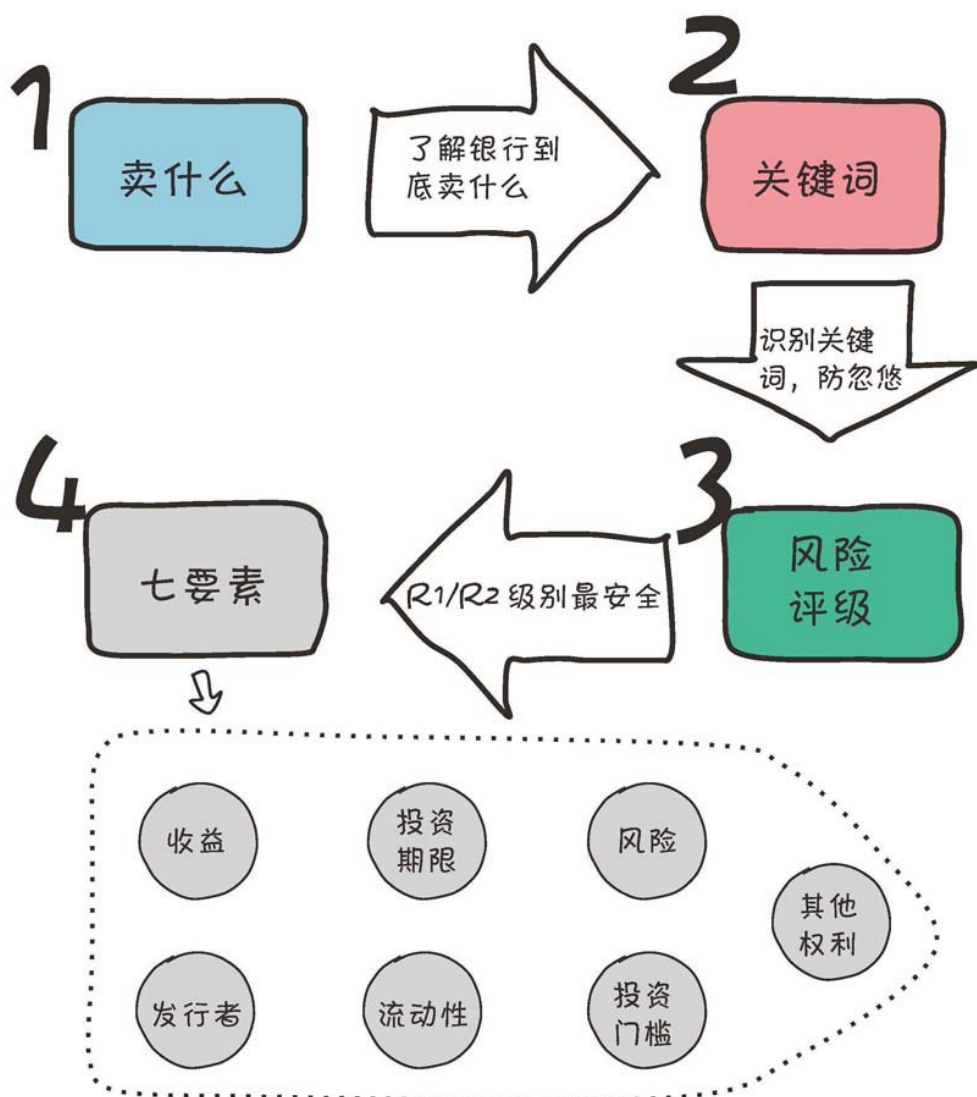 1
卖什么
了解银行到
底卖什么
2
关键词
识别关键
词，防忽悠
3
风险
评级
R1/R2 级别最安全
4
七要素
收益
投资
期限
风险
其他
权利
发行者
流动性
投资
门槛